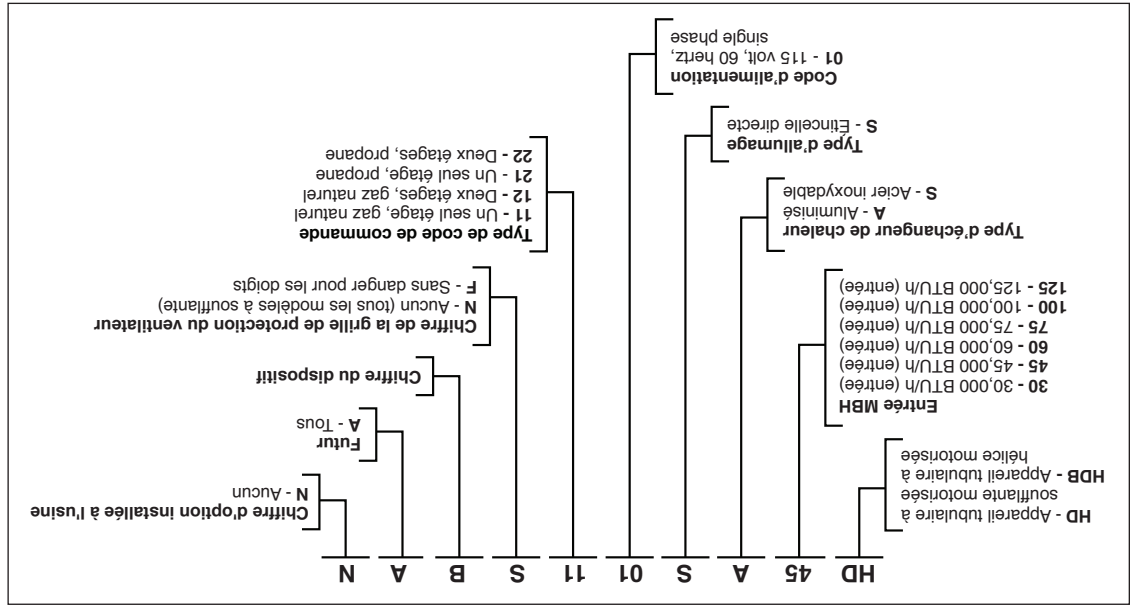 HD 45 A S 01 11 S B A N
HD - Appareil tubulaire à
soufflante motorisée
HDB - Appareil tubulaire à
hélice motorisée
Entrée MBH
30 - 30,000 BTU/h (entrée)
45 - 45,000 BTU/h (entrée)
60 - 60,000 BTU/h (entrée)
75 - 75,000 BTU/h (entrée)
100 - 100,000 BTU/h (entrée)
125 - 125,000 BTU/h (entrée)
Type d'échangeur de chaleur
A - Aluminisé
S - Acier inoxydable
Type d'allumage
S - Étincelle directe
Code d'alimentation
01 - 115 volt, 60 hertz,
single phase
Type de code de commande
11 - Un seul étage, gaz naturel
12 - Deux étages, gaz naturel
21 - Un seul étage, propane
22 - Deux étages, propane
Chiffre de la grille de protection du ventilateur
N - Aucun (tous les modèles à soufflante)
F - Sans danger pour les doigts
Chiffre du dispositif
Futur
A - Tous
Chiffre d'option installée à l'usine
N - Aucun